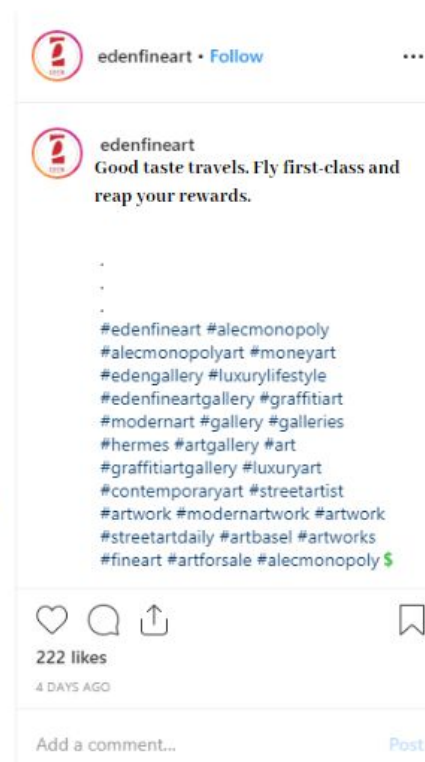 edenfineart • Follow
edenfineart
Good taste travels. Fly first-class and
reap your rewards.
.
.
.
#edenfineart #alecmonopoly
#alecmonopolyart #moneyart
#edengallery #luxurylifestyle
#edenfineartgallery #graffitiart
#modernart #gallery #galleries
#hermes #artgallery #art
#graffitiartgallery #luxuryart
#contemporaryart #streetartist
#artwork #modernartwork #artwork
#streetartdaily #artbasel #artworks
#fineart #artforsale #alecmonopoly $
222 likes
4 DAYS AGO
Add a comment... Post